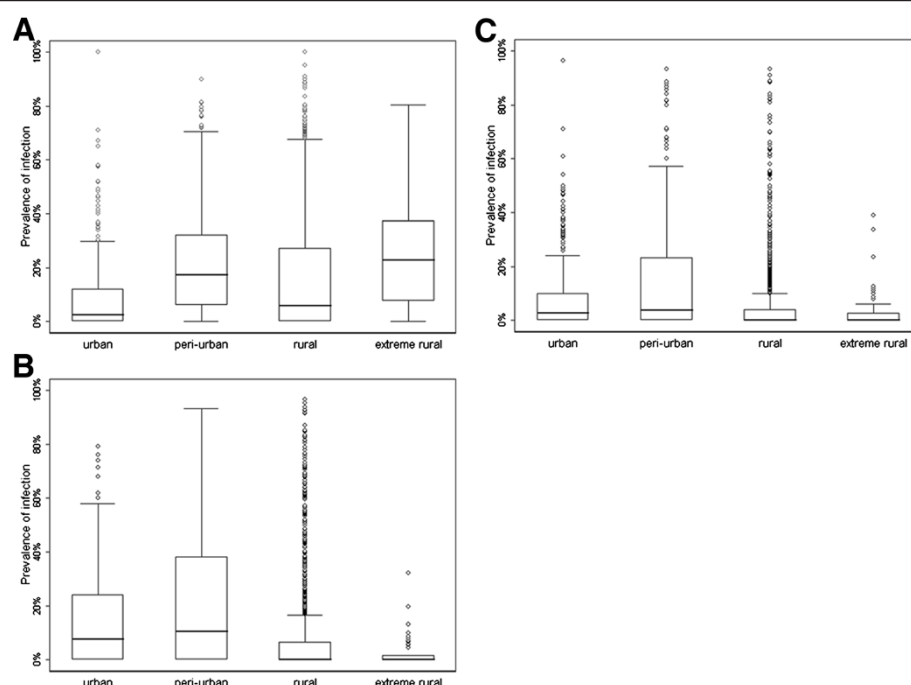 A
Prevalence of infection
100%
80%
60%
40%
20%
0%
urban peri-urban rural extreme rural
C
Prevalence of infection
100%
80%
60%
40%
20%
0%
urban peri-urban rural extreme rural
B
Prevalence of infection
100%
80%
60%
40%
20%
0%
urban peri-urban rural extreme rural